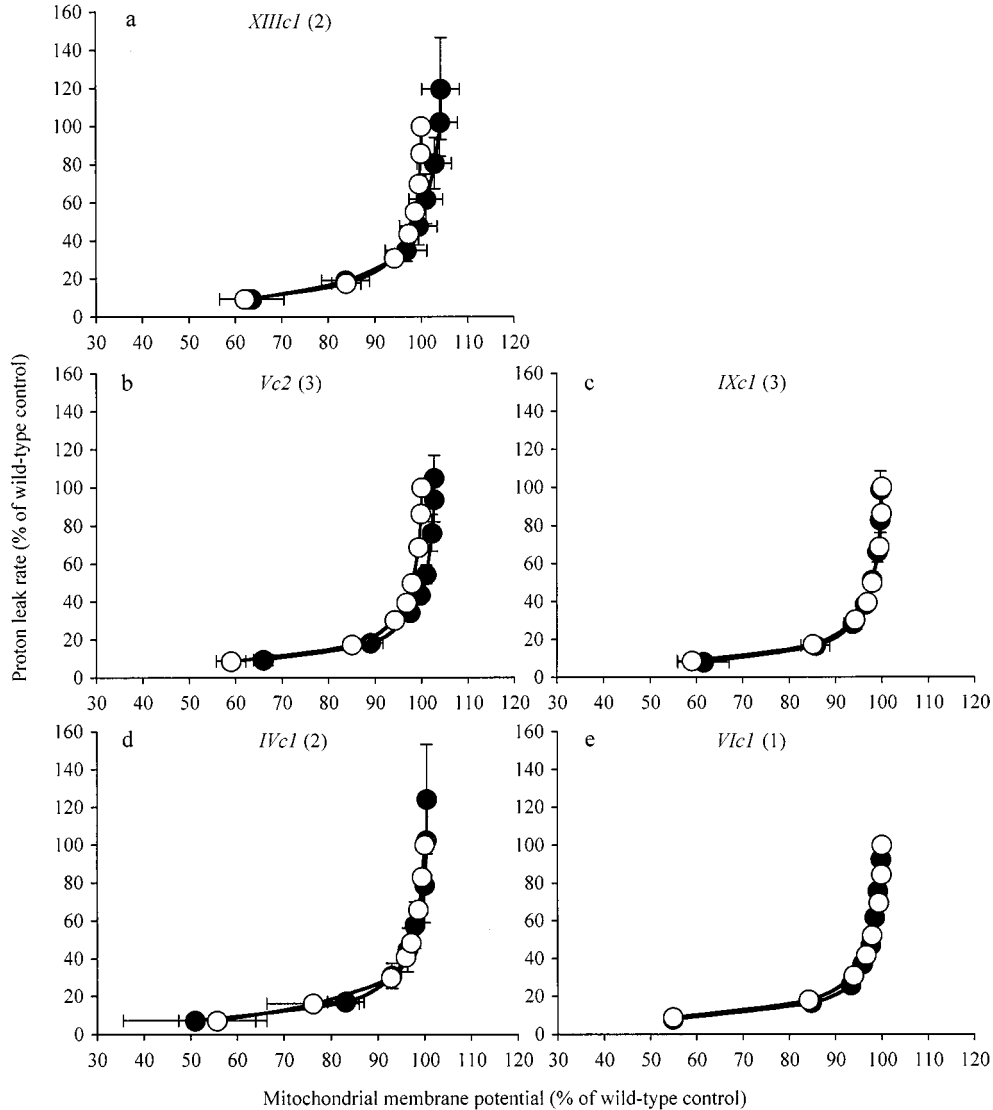 a
XIIIc1 (2)
160
140
120
100
80
60
40
20
0
30 40 50 60 70 80 90 100 110 120
b
Vc2 (3)
160
140
120
100
80
60
40
20
0
30 40 50 60 70 80 90 100 110 120
c
IXc1 (3)
160
140
120
100
80
60
40
20
0
30 40 50 60 70 80 90 100 110 120
d
IVc1 (2)
160
140
120
100
80
60
40
20
0
30 40 50 60 70 80 90 100 110 120
e
VIc1 (1)
160
140
120
100
80
60
40
20
0
30 40 50 60 70 80 90 100 110 120
Proton leak rate (% of wild-type control)
Mitochondrial membrane potential (% of wild-type control)